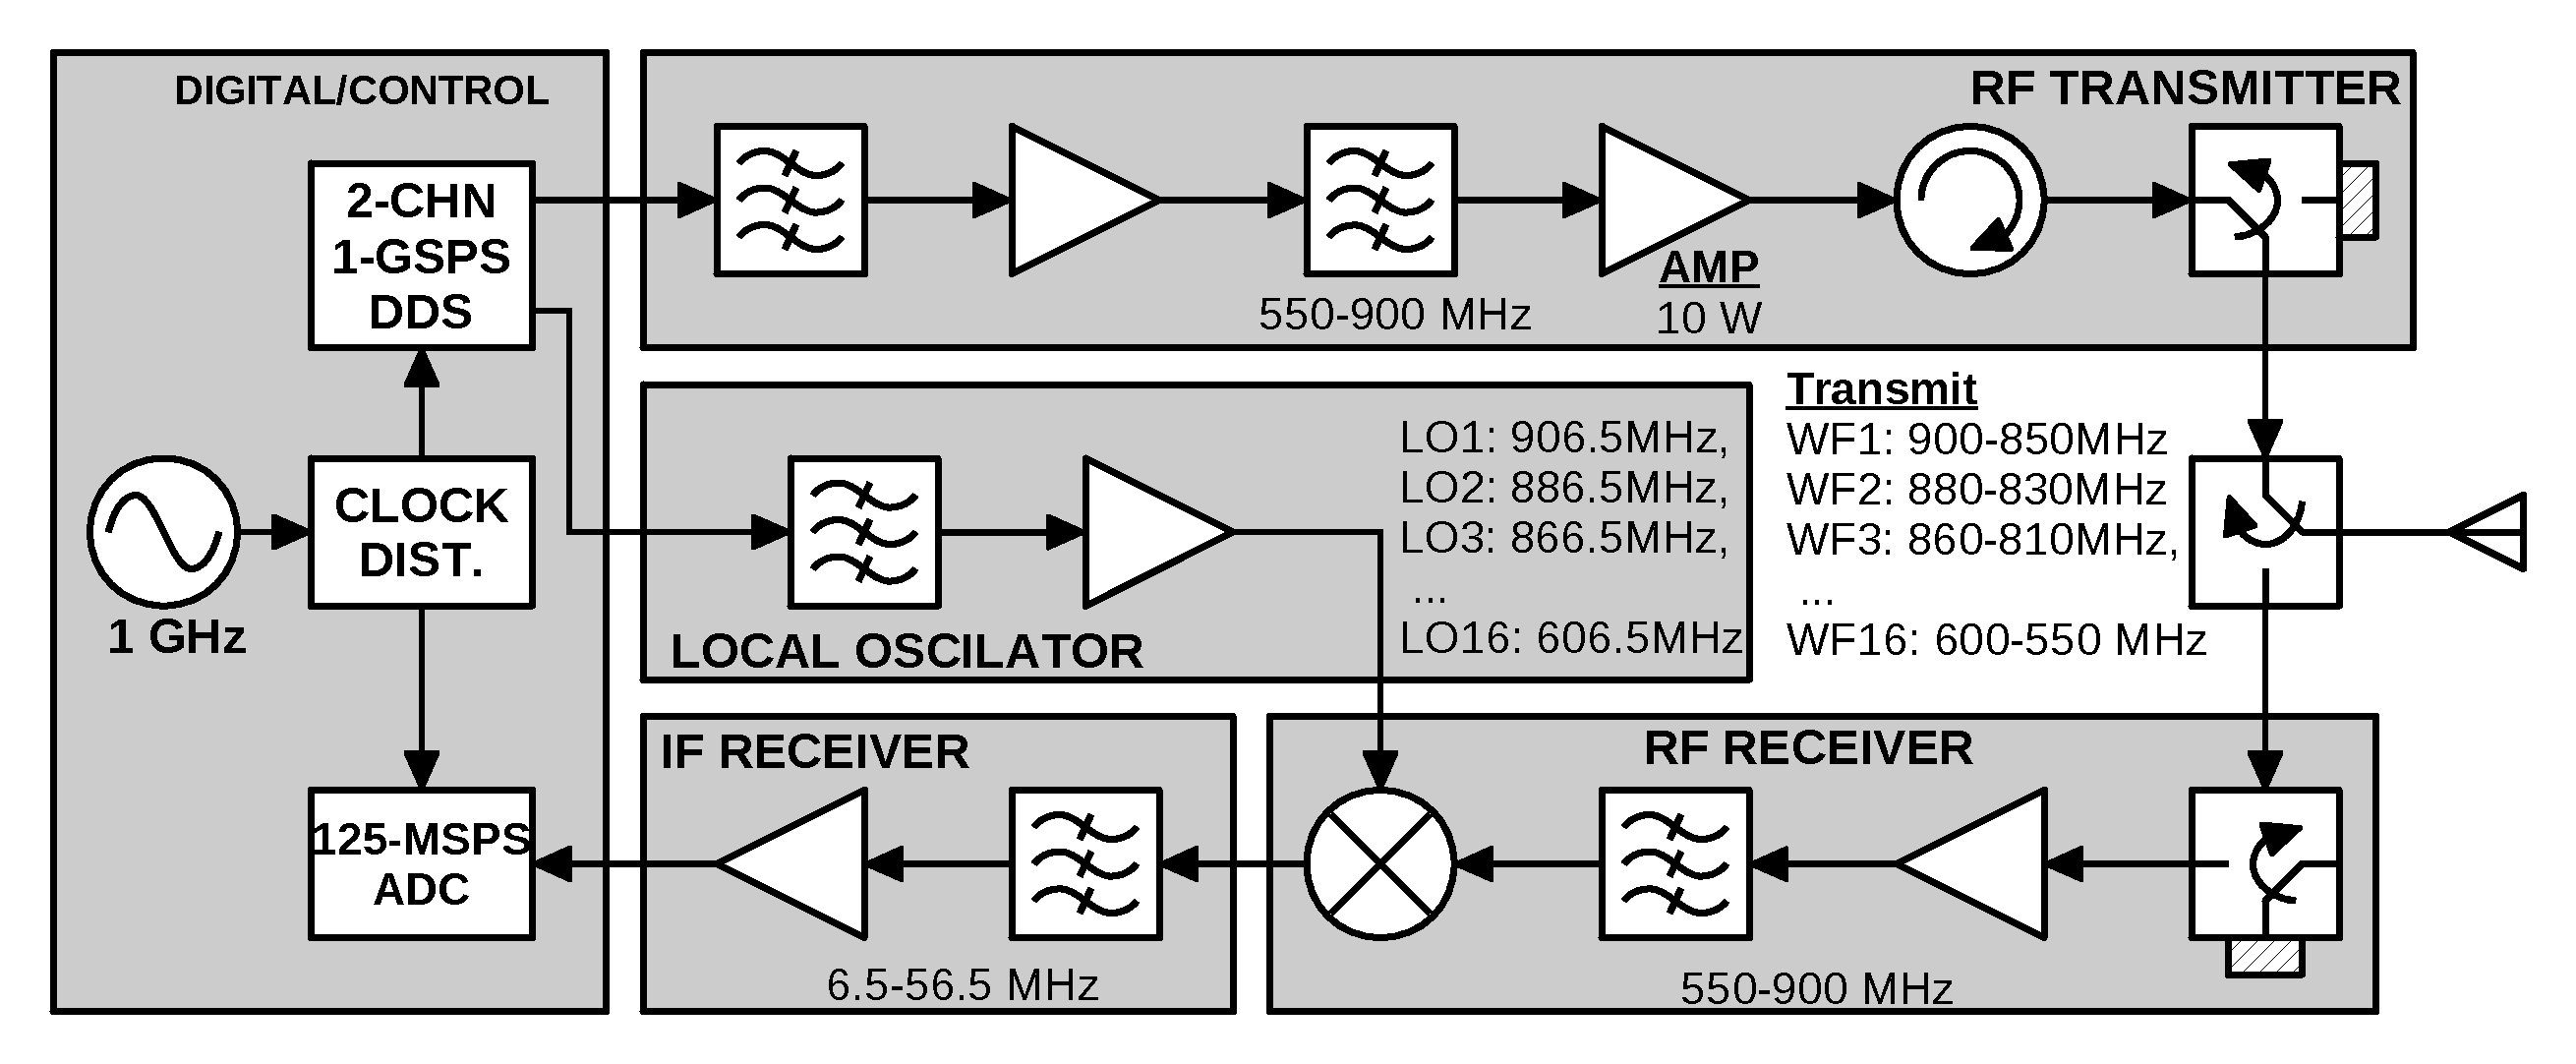 DIGITAL/CONTROL
2-CHN
1-GSPS
DDS
1 GHz
CLOCK
DIST.
125-MSPS
ADC
RF TRANSMITTER
550-900 MHz
AMP
10 W
LOCAL OSCILATOR
LO1: 906.5MHz,
LO2: 886.5MHz,
LO3: 866.5MHz,
...
LO16: 606.5MHz
Transmit
WF1: 900-850MHz
WF2: 880-830MHz
WF3: 860-810MHz,
...
WF16: 600-550 MHz
IF RECEIVER
6.5-56.5 MHz
RF RECEIVER
550-900 MHz